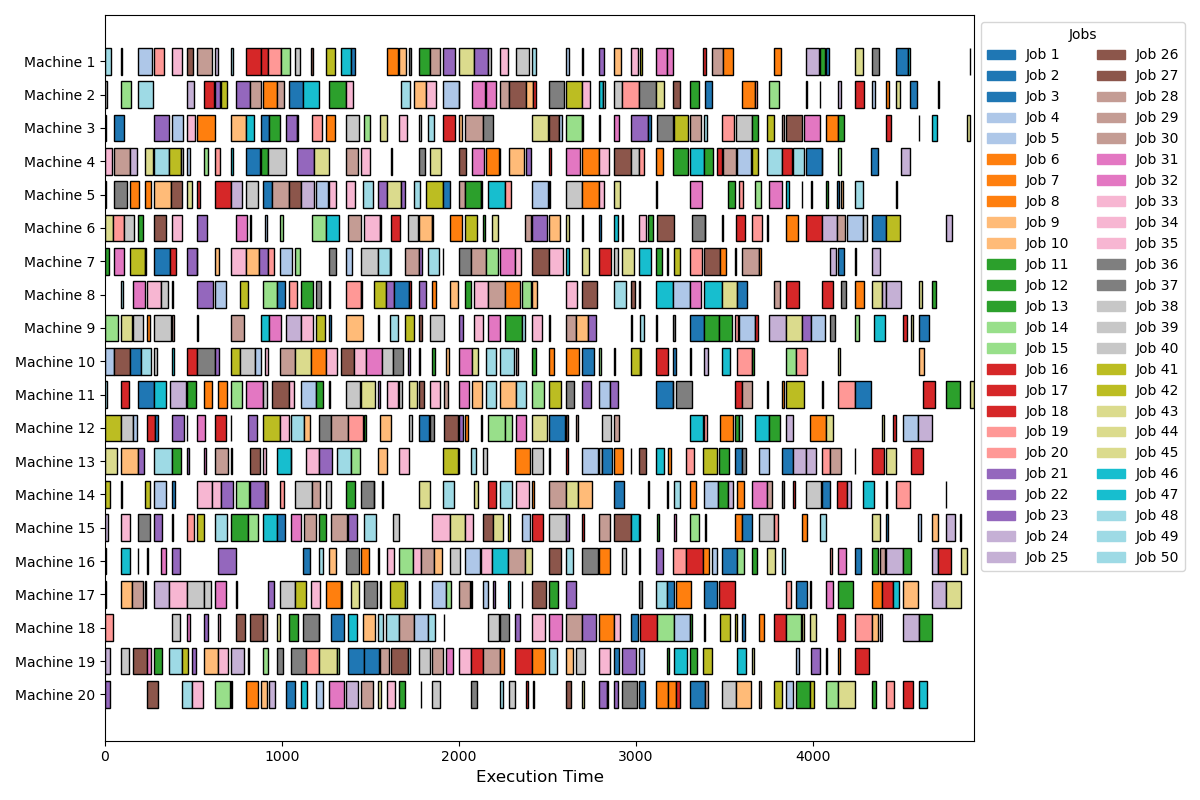 Machine 1
Machine 2
Machine 3
Machine 4
Machine 5
Machine 6
Machine 7
Machine 8
Machine 9
Machine 10
Machine 11
Machine 12
Machine 13
Machine 14
Machine 15
Machine 16
Machine 17
Machine 18
Machine 19
Machine 20
0 1000 2000 3000 4000
Execution Time
Jobs
Job 1
Job 2
Job 3
Job 4
Job 5
Job 6
Job 7
Job 8
Job 9
Job 10
Job 11
Job 12
Job 13
Job 14
Job 15
Job 16
Job 17
Job 18
Job 19
Job 20
Job 21
Job 22
Job 23
Job 24
Job 25
Job 26
Job 27
Job 28
Job 29
Job 30
Job 31
Job 32
Job 33
Job 34
Job 35
Job 36
Job 37
Job 38
Job 39
Job 40
Job 41
Job 42
Job 43
Job 44
Job 45
Job 46
Job 47
Job 48
Job 49
Job 50